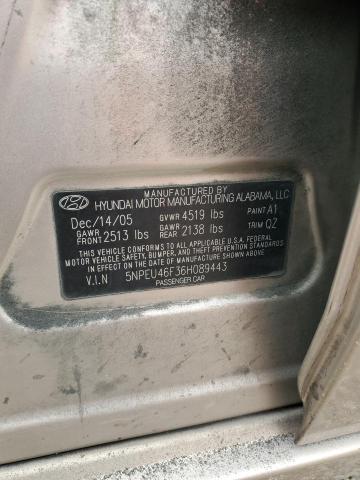 MANUFACTURED BY
HYUNDAI MOTOR MANUFACTURING ALABAMA, LLC
Dec/14/05 GVWR 4519 lbs PAINT A1
GAWR FRONT 2513 lbs GAWR REAR 2138 lbs TRIM QZ
THIS VEHICLE CONFORMS TO ALL APPLICABLE U.S.A FEDERAL
MOTOR VEHICLE SAFETY, BUMPER, AND THEFT PREVENTION
STANDARDS IN EFFECT ON THE DATE OF MANUFACTURE SHOWN ABOVE
V.I.N 5NPEU46F36H089443
PASSENGER CAR